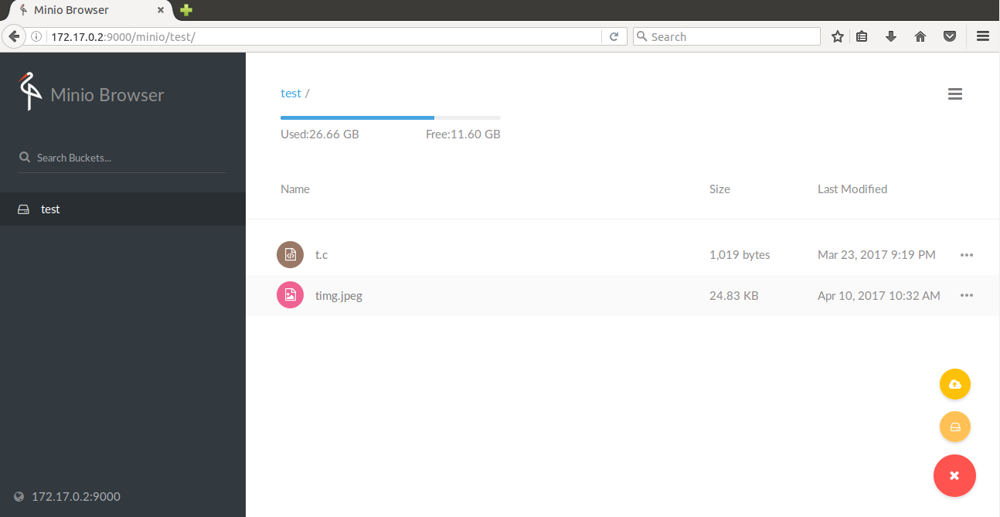 Minio Browser
172.17.0.2:9000/minio/test/
Search
Minio Browser
Search Buckets...
test
172.17.0.2:9000
test /
Used:26.66 GB Free:11.60 GB
Name Size Last Modified
t.c 1,019 bytes Mar 23, 2017 9:19 PM
timg.jpeg 24.83 KB Apr 10, 2017 10:32 AM